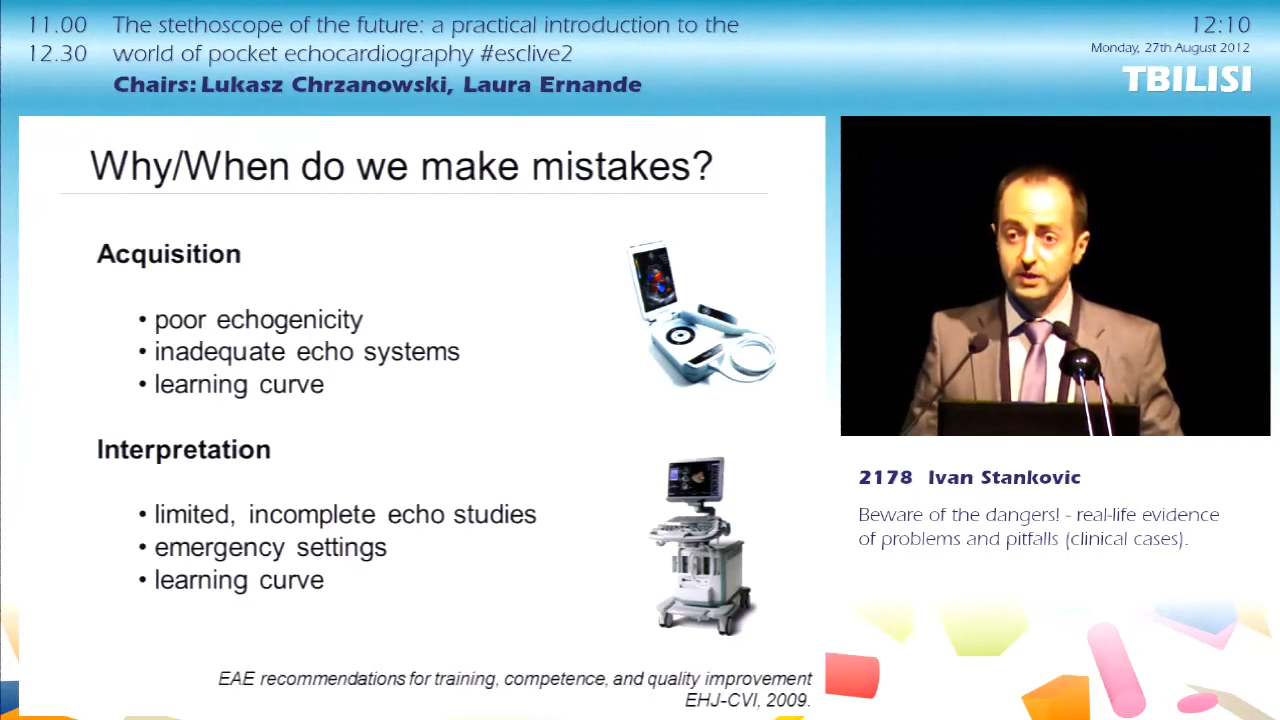 11.00 The stethoscope of the future: a practical introduction to the
12.30 world of pocket echocardiography #esclive2
Chairs: Lukasz Chrzanowski, Laura Ernande
12:10
Monday, 27th August 2012
TBILISI
Why/When do we make mistakes?
Acquisition
• poor echogenicity
• inadequate echo systems
• learning curve
Interpretation
• limited, incomplete echo studies
• emergency settings
• learning curve
EAE recommendations for training, competence, and quality improvement
EHJ-CVI, 2009.
2178 Ivan Stankovic
Beware of the dangers! - real-life evidence
of problems and pitfalls (clinical cases).